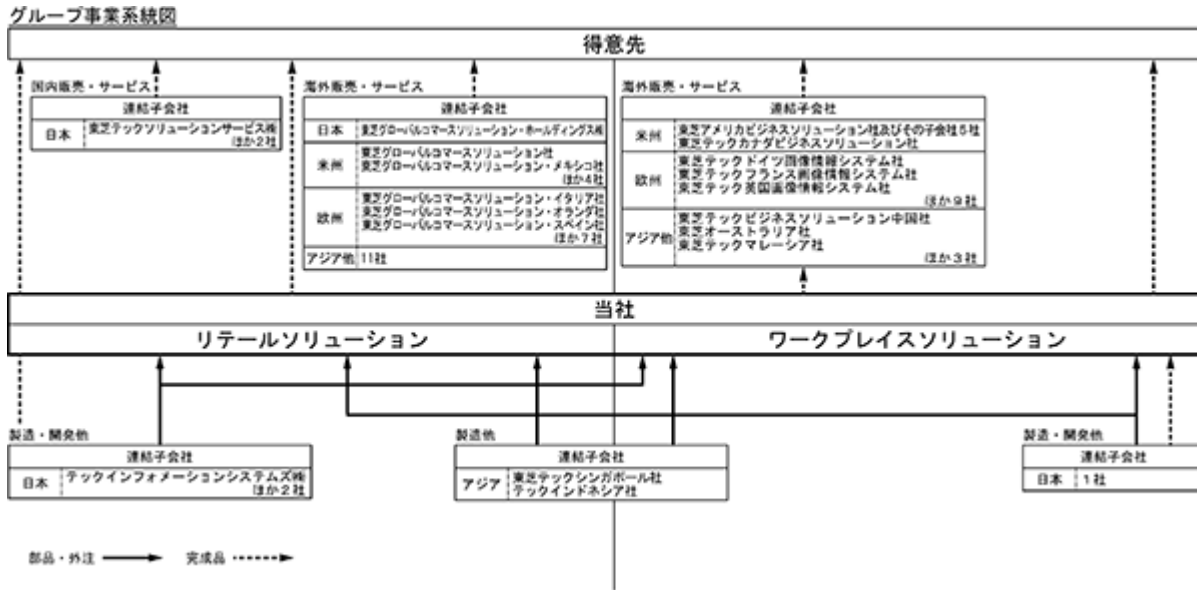 グループ事業系統図
得意先
国内販売・サービス
連結子会社
日本
東芝テックソリューションサービス㈱
ほか2社
海外販売・サービス
連結子会社
日本
東芝グローバルコマースソリューション・ホールディングス㈱
米州
東芝グローバルコマースソリューション社
東芝グローバルコマースソリューション・メキシコ社
ほか4社
欧州
東芝グローバルコマースソリューション・イタリア社
東芝グローバルコマースソリューション・オランダ社
東芝グローバルコマースソリューション・スペイン社
ほか7社
アジア他
11社
海外販売・サービス
連結子会社
米州
東芝アメリカビジネスソリューション社及びその子会社5社
東芝テックカナダビジネスソリューション社
欧州
東芝テックドイツ画像情報システム社
東芝テックフランス画像情報システム社
東芝テック英国画像情報システム社
ほか9社
アジア他
東芝テックビジネスソリューション中国社
東芝オーストラリア社
東芝テックマレーシア社
ほか3社
当社
リテールソリューション
ワークプレイスソリューション
製造・開発他
連結子会社
日本
テックインフォメーションシステムズ㈱
ほか2社
製造他
連結子会社
アジア
東芝テックシンガポール社
テックインドネシア社
製造・開発他
連結子会社
日本
1社
部品・外注
完成品